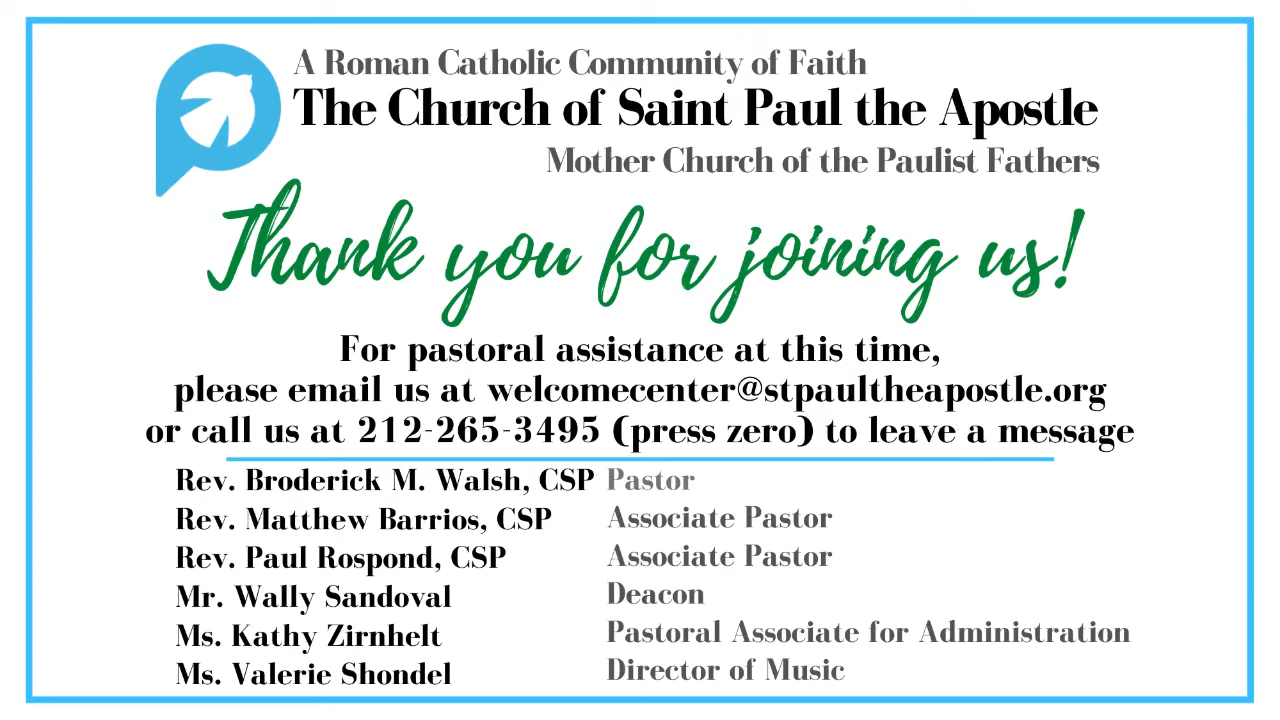 A Roman Catholic Community of Faith
The Church of Saint Paul the Apostle
Mother Church of the Paulist Fathers
Thank you for joining us!
For pastoral assistance at this time,
please email us at welcomecenter@stpaultheapostle.org
or call us at 212-265-3495 (press zero) to leave a message
Rev. Broderick M. Walsh, CSP Pastor
Rev. Matthew Barrios, CSP Associate Pastor
Rev. Paul Rospond, CSP Associate Pastor
Mr. Wally Sandoval Deacon
Ms. Kathy Zirnhelt Pastoral Associate for Administration
Ms. Valerie Shondel Director of Music